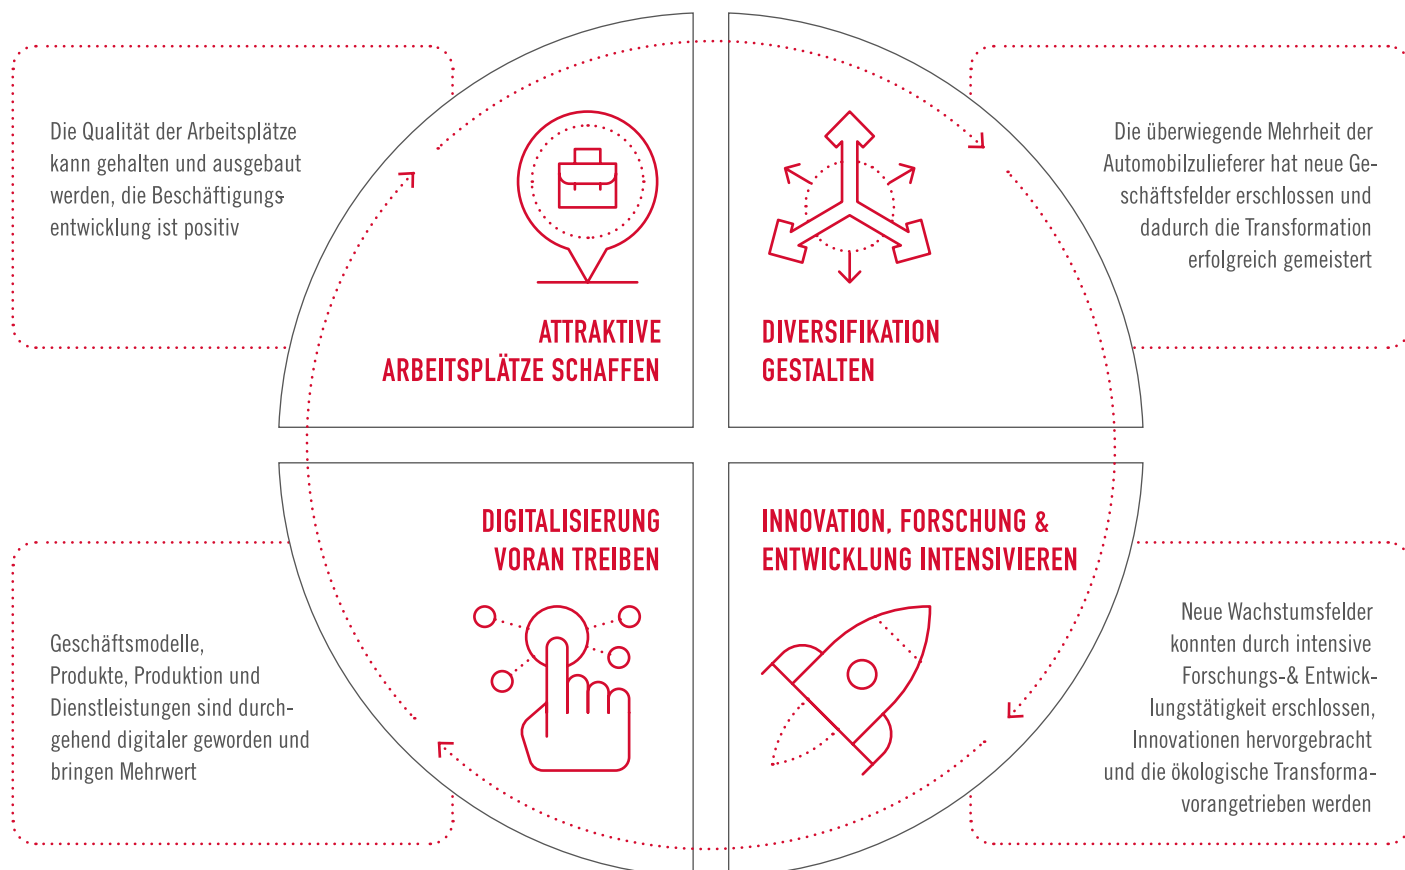 Die Qualität der Arbeitsplätze
kann gehalten und ausgebaut
werden, die Beschäftigungs-
entwicklung ist positiv
ATTRAKTIVE
ARBEITSPLÄTZE SCHAFFEN
DIVERSIFIKATION
GESTALTEN
Die überwiegende Mehrheit der
Automobilzulieferer hat neue Ge-
schäftsfelder erschlossen und
dadurch die Transformation
erfolgreich gemeistert
DIGITALISIERUNG
VORAN TREIBEN
Geschäftsmodelle,
Produkte, Produktion und
Dienstleistungen sind durch-
gehend digitaler geworden und
bringen Mehrwert
INNOVATION, FORSCHUNG &
ENTWICKLUNG INTENSIVIEREN
Neue Wachstumsfelder
konnten durch intensive
Forschungs-& Entwick-
lungstätigkeit erschlossen,
Innovationen hervorgebracht
und die ökologische Transforma-
vorangetrieben werden